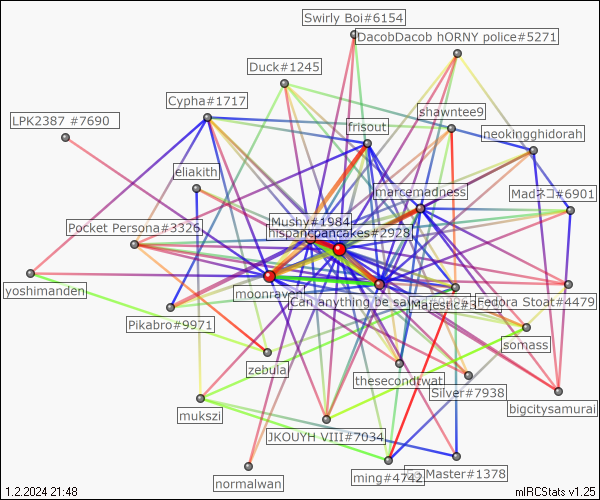 Swirly Boi#6154
DacobDacob hORNY police#5271
Duck#1245
Cypha#1717
shawntee9
LPK2387 #7690
frisout
neokingghidorah
eliakith
marcemadness
Madネコ#6901
Mushy#1984
Pocket Persona#3326
hispancpancakes#2928
yoshimanden
moonraven
Can anything be sa
Majestic#3
Fedora Stoat#4479
Pikabro#9971
somass
zebula
thesecondtwat
Silver#7938
bigcitysamurai
mukszi
JKOUYH VIII#7034
ming#4742
Master#1378
normalwan
1.2.2024 21:48
mIRCStats v1.25